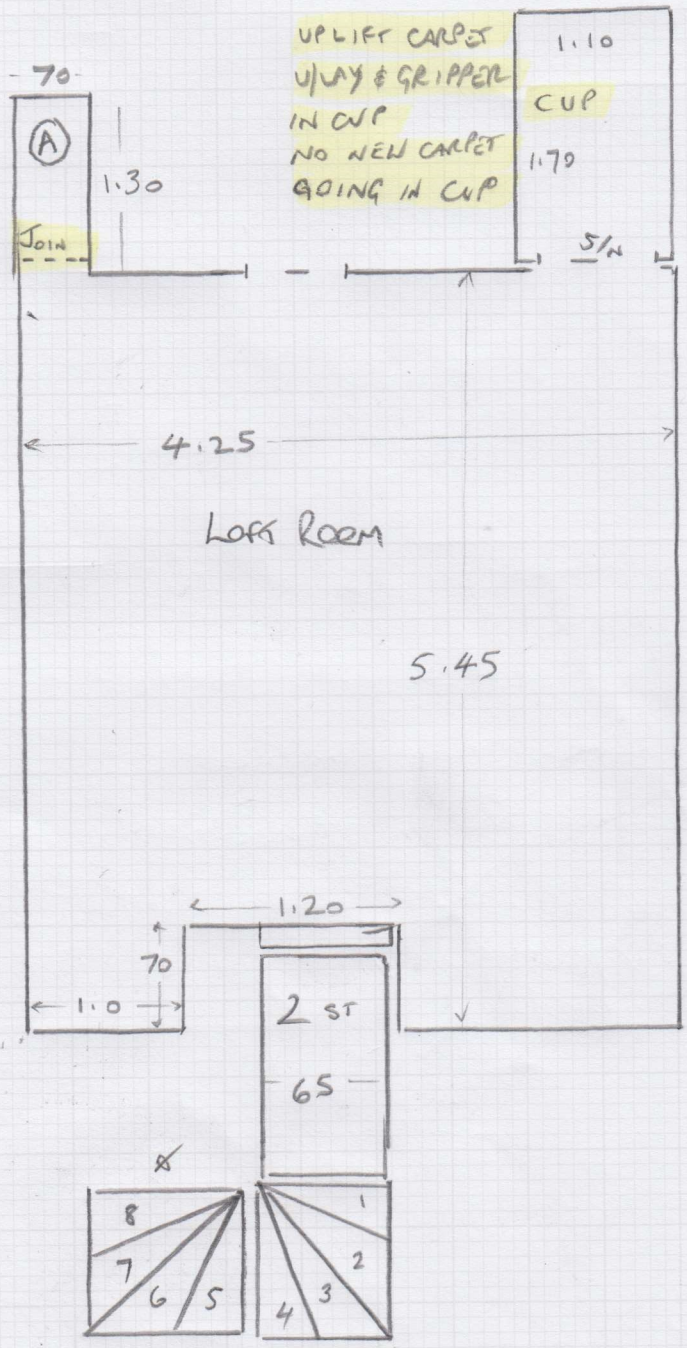 UPLIFT CARPET
U/LAY & GRIPPER
IN CUP
NO NEW CARPET
GOING IN CUP
1.10
CUP
1.70
S/N
70
A
1.30
JOIN
4.25
LOFT ROOM
5.45
1.20
70
1.0
2 ST
65
8
7
6
5
1
2
3
4